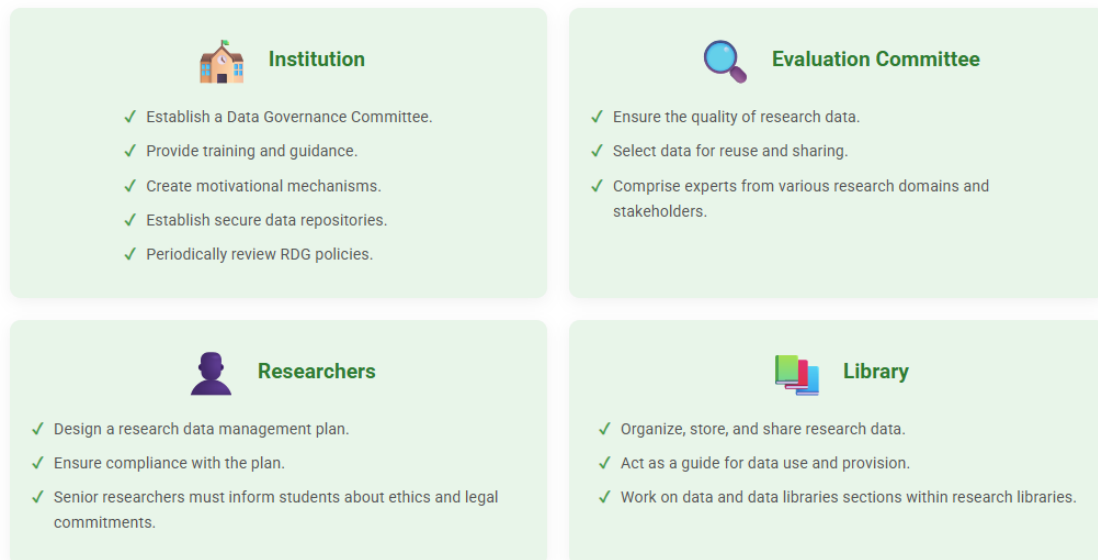 Institution
✓ Establish a Data Governance Committee.
✓ Provide training and guidance.
✓ Create motivational mechanisms.
✓ Establish secure data repositories.
✓ Periodically review RDG policies.
Evaluation Committee
✓ Ensure the quality of research data.
✓ Select data for reuse and sharing.
✓ Comprise experts from various research domains and
stakeholders.
Researchers
✓ Design a research data management plan.
✓ Ensure compliance with the plan.
✓ Senior researchers must inform students about ethics and legal
commitments.
Library
✓ Organize, store, and share research data.
✓ Act as a guide for data use and provision.
✓ Work on data and data libraries sections within research libraries.